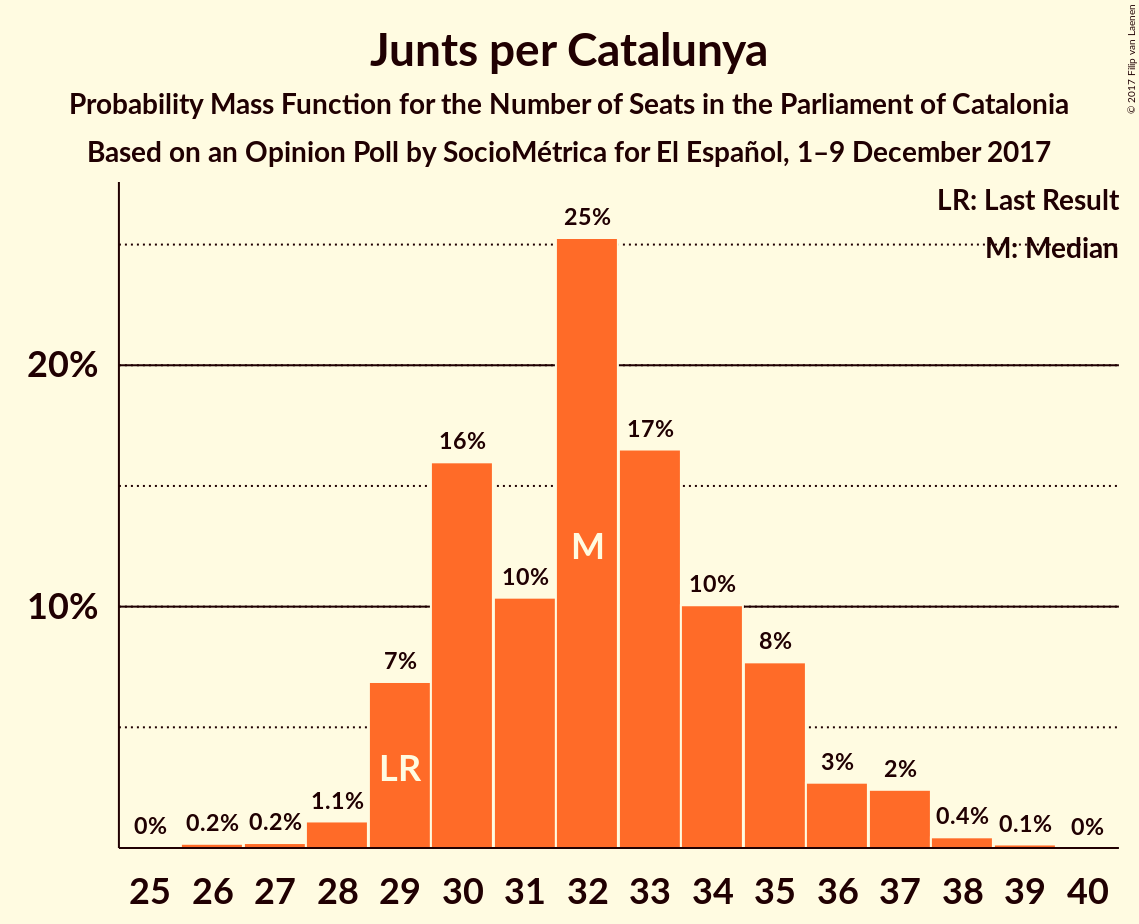 Junts per Catalunya
Probability Mass Function for the Number of Seats in the Parliament of Catalonia
Based on an Opinion Poll by SocioMétrica for El Español, 1–9 December 2017
© 2017 Filip van Laenen
LR: Last Result
M: Median
20%
10%
0%
0.2%
0.2%
1.1%
7%
16%
10%
25%
17%
10%
8%
3%
2%
0.4%
0.1%
0%
LR
M
25 26 27 28 29 30 31 32 33 34 35 36 37 38 39 40